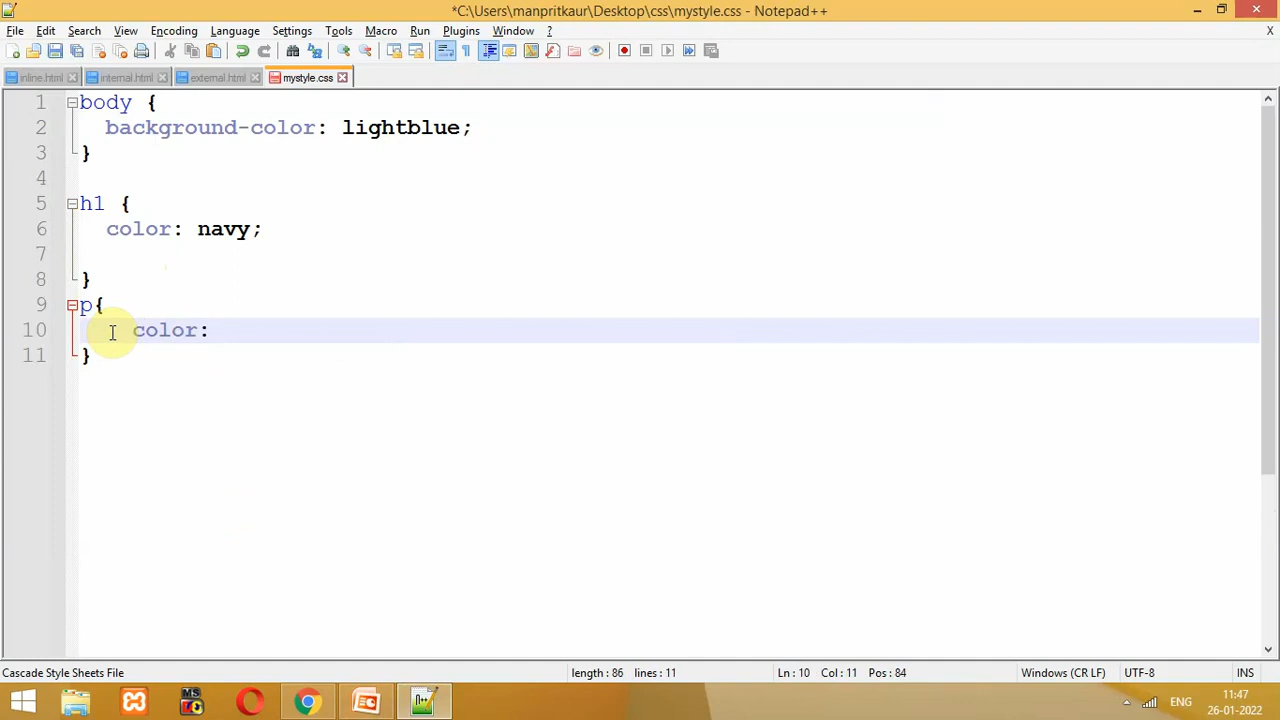 *C:\Users\manpritkaur\Desktop\css\mystyle.css - Notepad++
File Edit Search View Encoding Language Settings Tools Macro Run Plugins Window ? X
inline.html internal.html external.html mystyle.css
1 body {
2 background-color: lightblue;
3 }
4
5 h1 {
6 color: navy;
7
8 }
9 p{
10 color:
11 }
Cascade Style Sheets File length : 86 lines : 11 Ln : 10 Col : 11 Pos : 84 Windows (CR LF) UTF-8 INS
MS ENG 11:47
26-01-2022